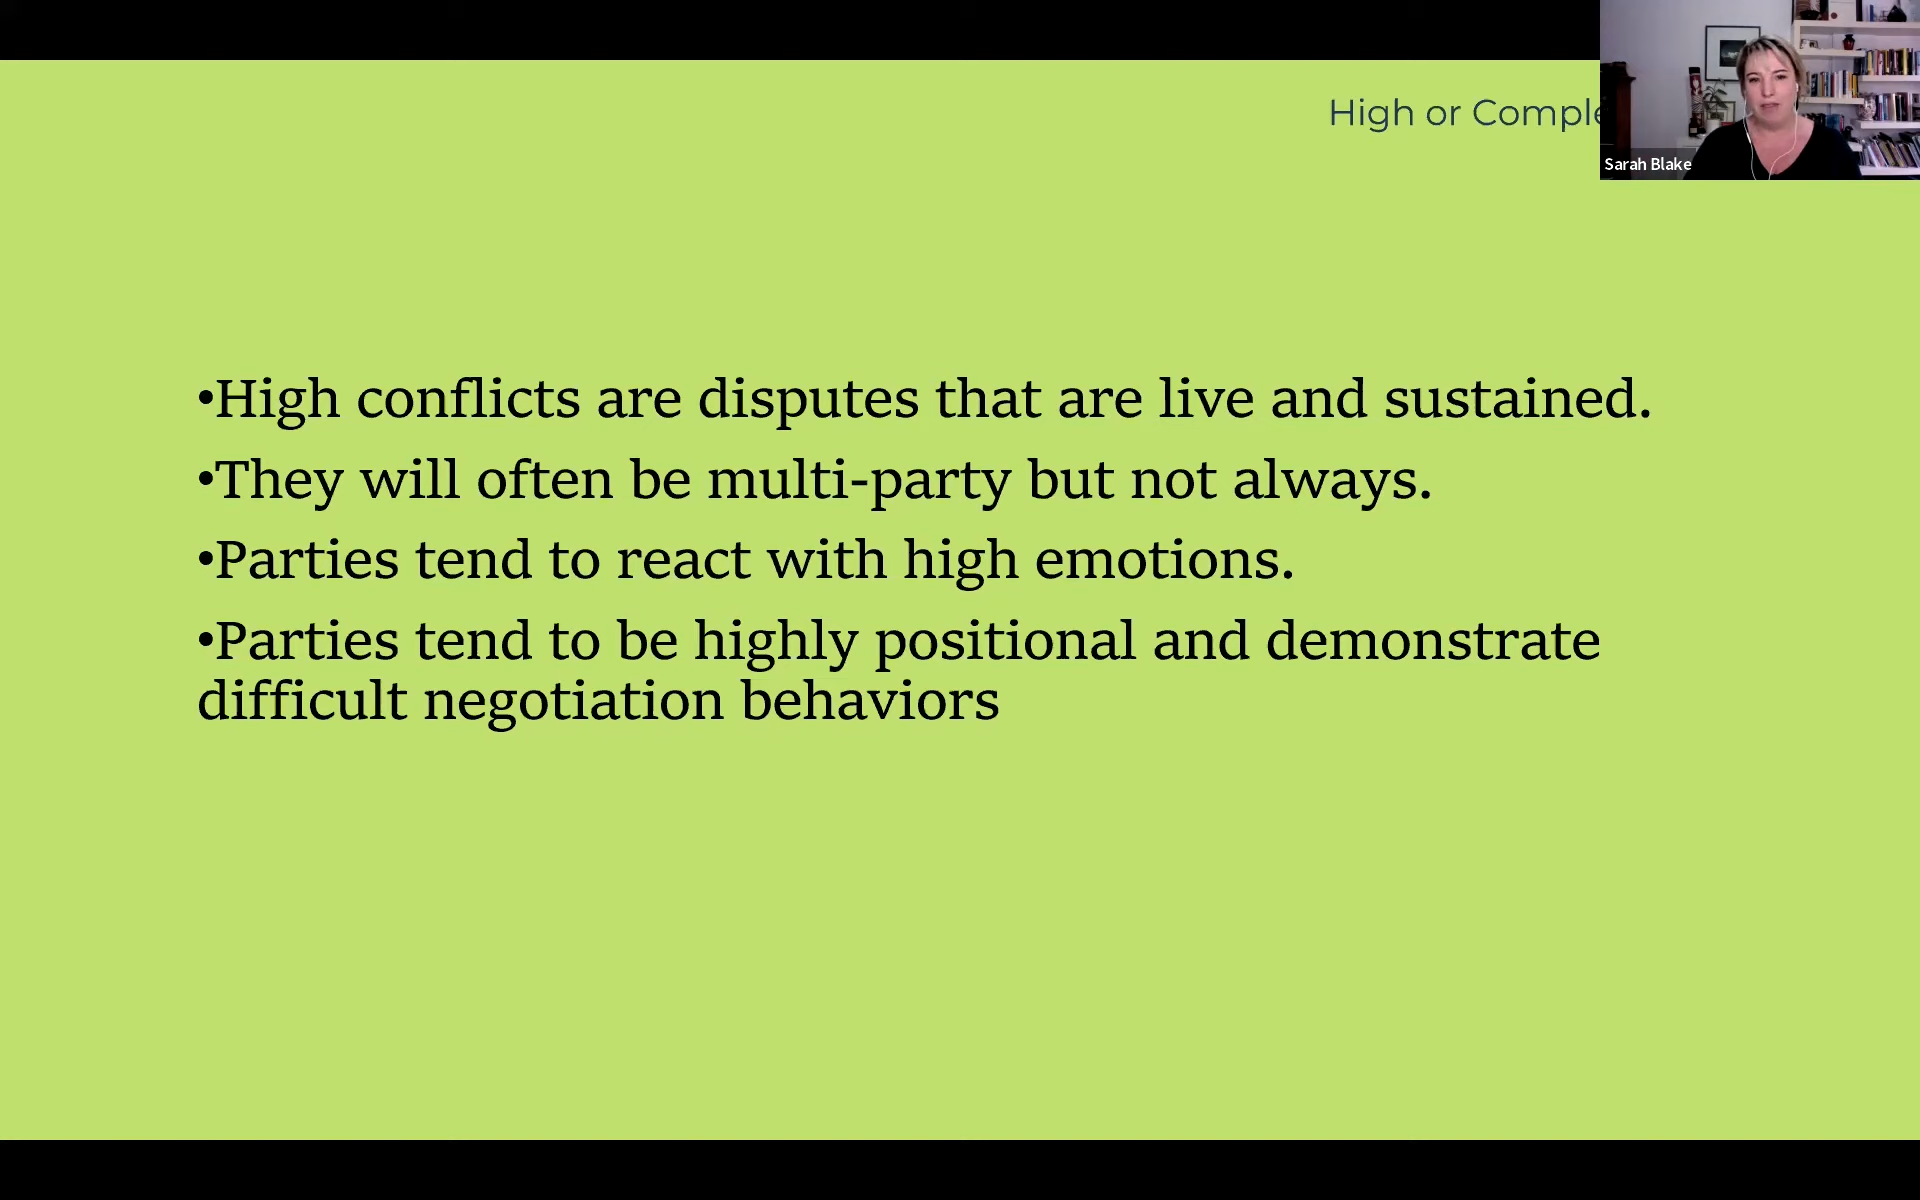 High or Comple
Sarah Blake
•High conflicts are disputes that are live and sustained.
•They will often be multi-party but not always.
•Parties tend to react with high emotions.
•Parties tend to be highly positional and demonstrate
difficult negotiation behaviors